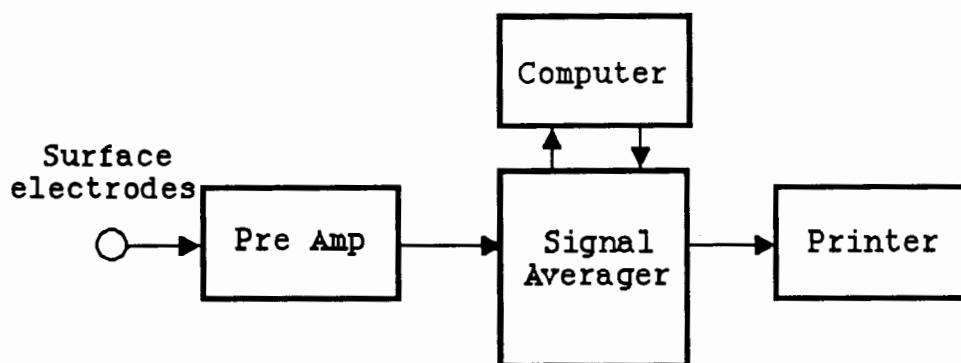 Computer
Surface
electrodes
Pre Amp
Signal
Averager
Printer